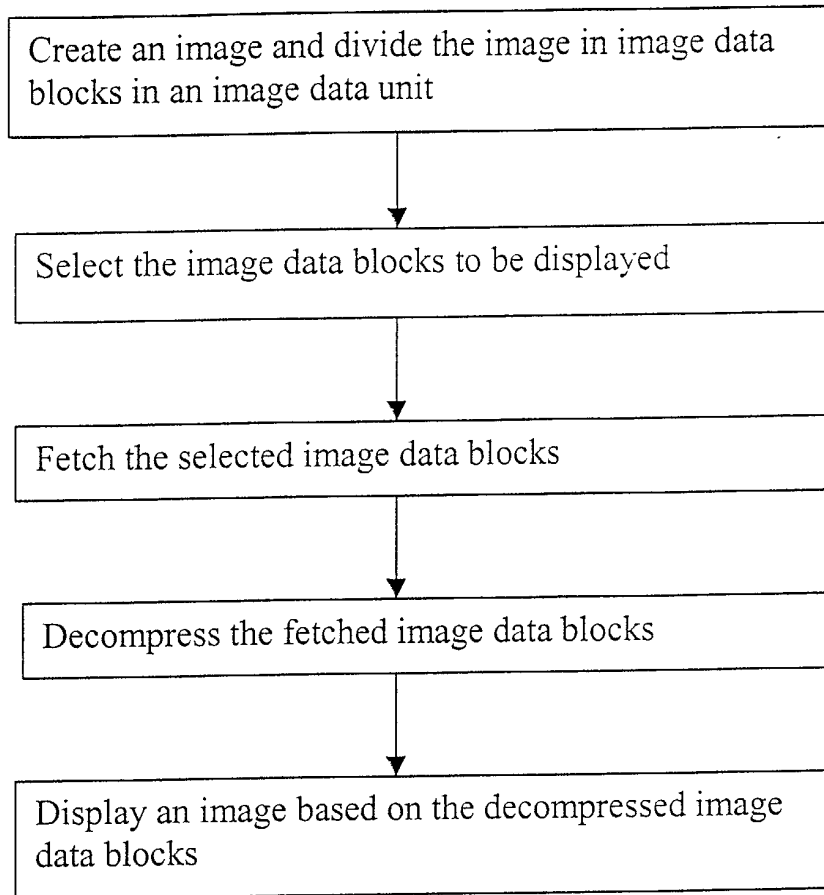 Create an image and divide the image in image data
blocks in an image data unit
Select the image data blocks to be displayed
Fetch the selected image data blocks
Decompress the fetched image data blocks
Display an image based on the decompressed image
data blocks